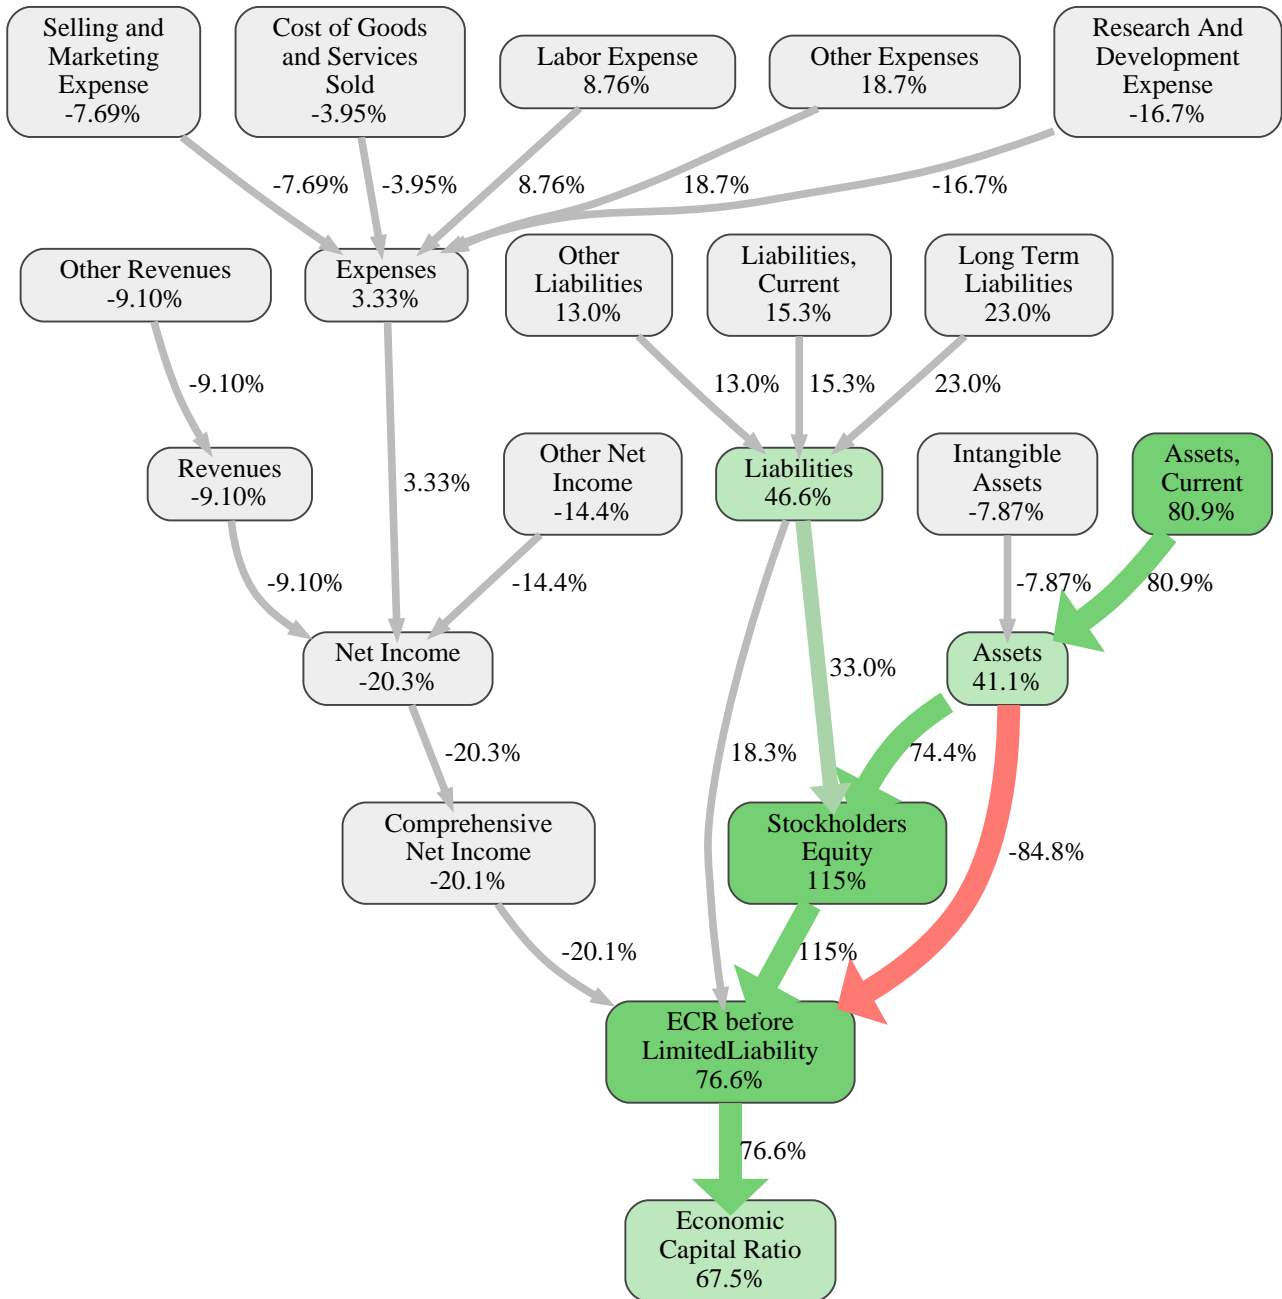 Selling and
Marketing
Expense
-7.69%
Cost of Goods
and Services
Sold
-3.95%
Labor Expense
8.76%
Other Expenses
18.7%
Research And
Development
Expense
-16.7%
-7.69%
-3.95%
8.76%
18.7%
-16.7%
Other Revenues
-9.10%
Expenses
3.33%
Other
Liabilities
13.0%
Liabilities,
Current
15.3%
Long Term
Liabilities
23.0%
-9.10%
13.0%
15.3%
23.0%
Revenues
-9.10%
3.33%
Other Net
Income
-14.4%
Liabilities
46.6%
Intangible
Assets
-7.87%
Assets,
Current
80.9%
-9.10%
-14.4%
-7.87%
80.9%
Net Income
-20.3%
33.0%
Assets
41.1%
-20.3%
18.3%
74.4%
Comprehensive
Net Income
-20.1%
Stockholders
Equity
115%
-84.8%
-20.1%
115%
ECR before
LimitedLiability
76.6%
76.6%
Economic
Capital Ratio
67.5%